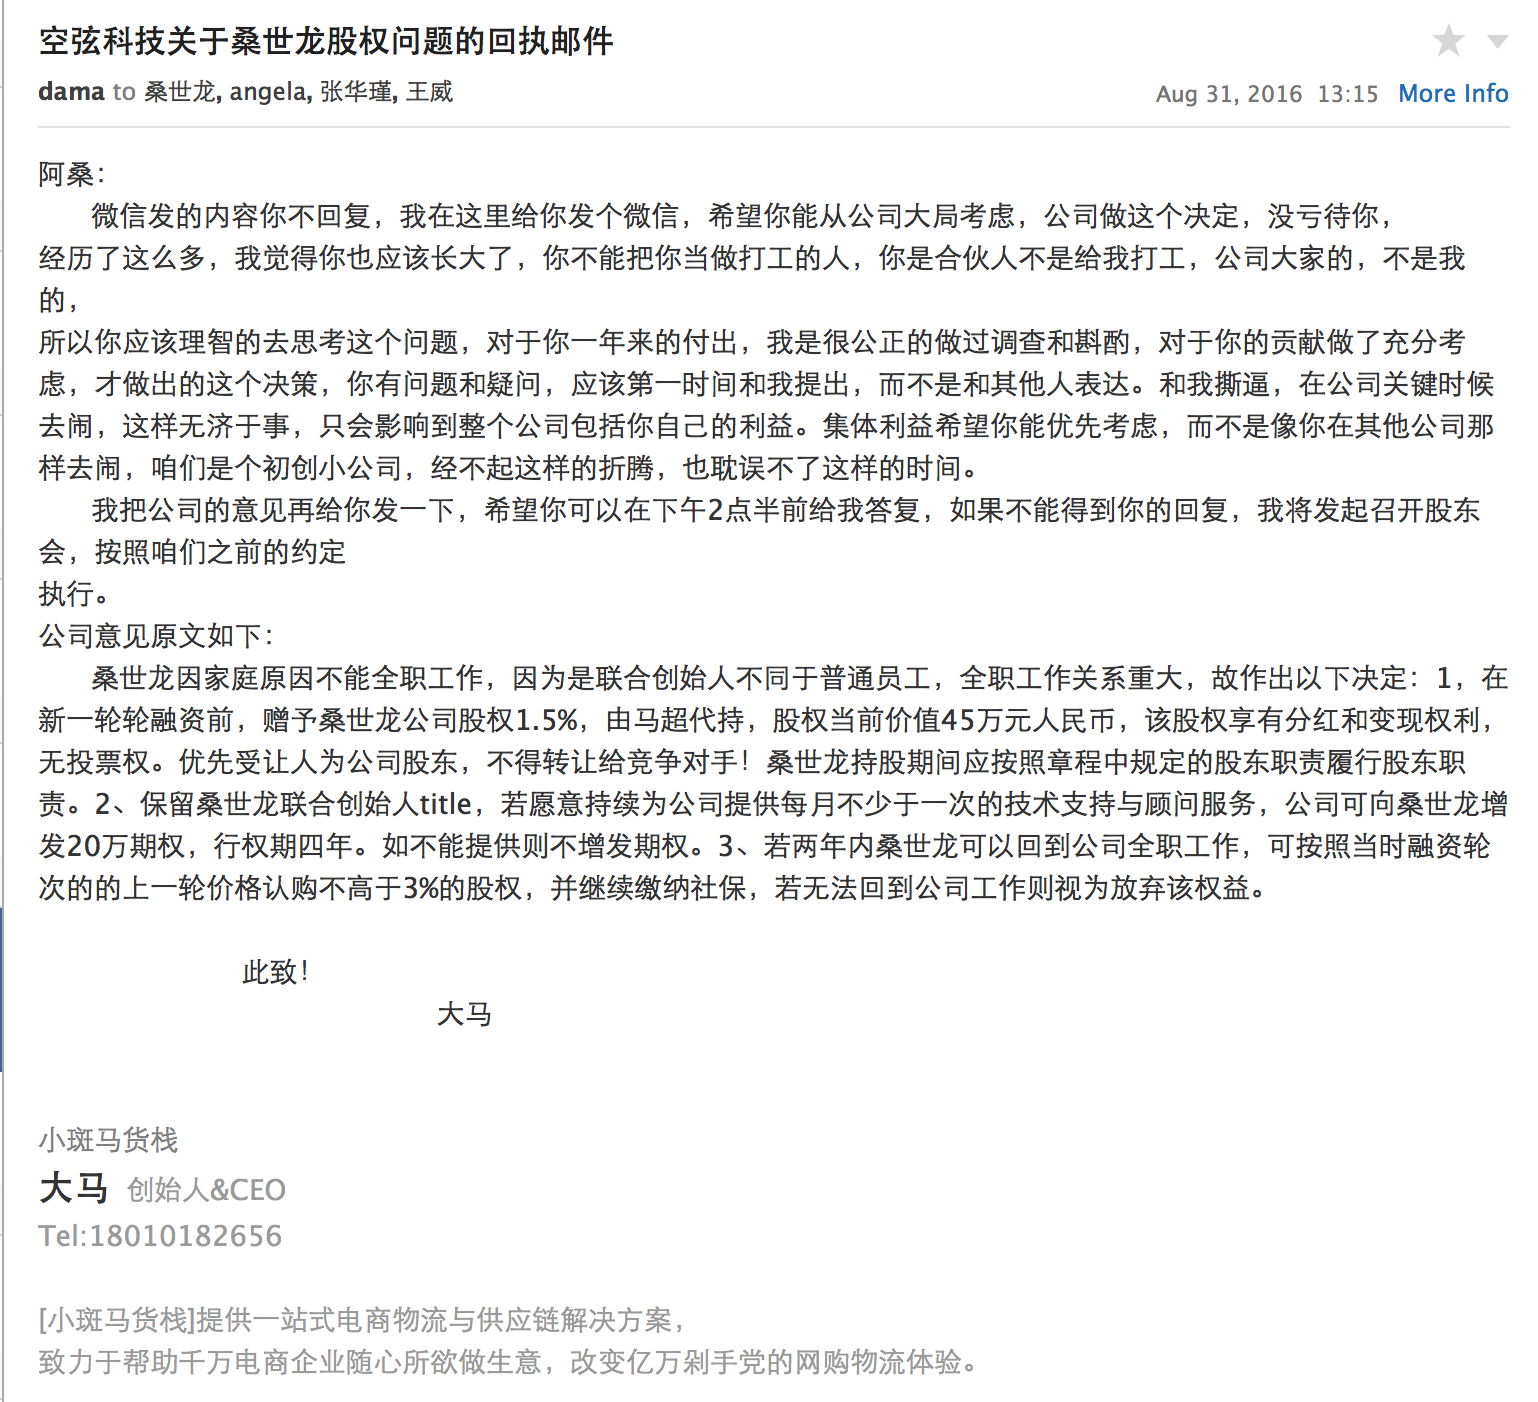 空弦科技关于桑世龙股权问题的回执邮件
dama to 桑世龙, angela, 张华瑾, 王威
Aug 31, 2016 13:15 More Info
阿桑：
微信发的内容你不回复，我在这里给你发个微信，希望你能从公司大局考虑，公司做这个决定，没亏待你，
经历了这么多，我觉得你也应该长大了，你不能把你当做打工的人，你是合伙人不是给我打工，公司大家的，不是我
的，
所以你应该理智的去思考这个问题，对于你一年来的付出，我是很公正的做过调查和斟酌，对于你的贡献做了充分考
虑，才做出的这个决策，你有问题和疑问，应该第一时间和我提出，而不是和其他人表达。和我撕逼，在公司关键时候
去闹，这样无济于事，只会影响到整个公司包括你自己的利益。集体利益希望你能优先考虑，而不是像你在其他公司那
样去闹，咱们是个初创小公司，经不起这样的折腾，也耽误不了这样的时间。
我把公司的意见再给你发一下，希望你可以在下午2点半前给我答复，如果不能得到你的回复，我将发起召开股东
会，按照咱们之前的约定
执行。
公司意见原文如下：
桑世龙因家庭原因不能全职工作，因为是联合创始人不同于普通员工，全职工作关系重大，故作出以下决定：1，在
新一轮轮融资前，赠予桑世龙公司股权1.5%，由马超代持，股权当前价值45万元人民币，该股权享有分红和变现权利，
无投票权。优先受让人为公司股东，不得转让给竞争对手！桑世龙持股期间应按照章程中规定的股东职责履行股东职
责。2、保留桑世龙联合创始人title，若愿意持续为公司提供每月不少于一次的技术支持与顾问服务，公司可向桑世龙增
发20万期权，行权期四年。如不能提供则不增发期权。3、若两年内桑世龙可以回到公司全职工作，可按照当时融资轮
次的的上一轮价格认购不高于3%的股权，并继续缴纳社保，若无法回到公司工作则视为放弃该权益。
此致！
大马
小斑马货栈
大马 创始人&CEO
Tel:18010182656
[小斑马货栈]提供一站式电商物流与供应链解决方案，
致力于帮助千万电商企业随心所欲做生意，改变亿万剁手党的网购物流体验。